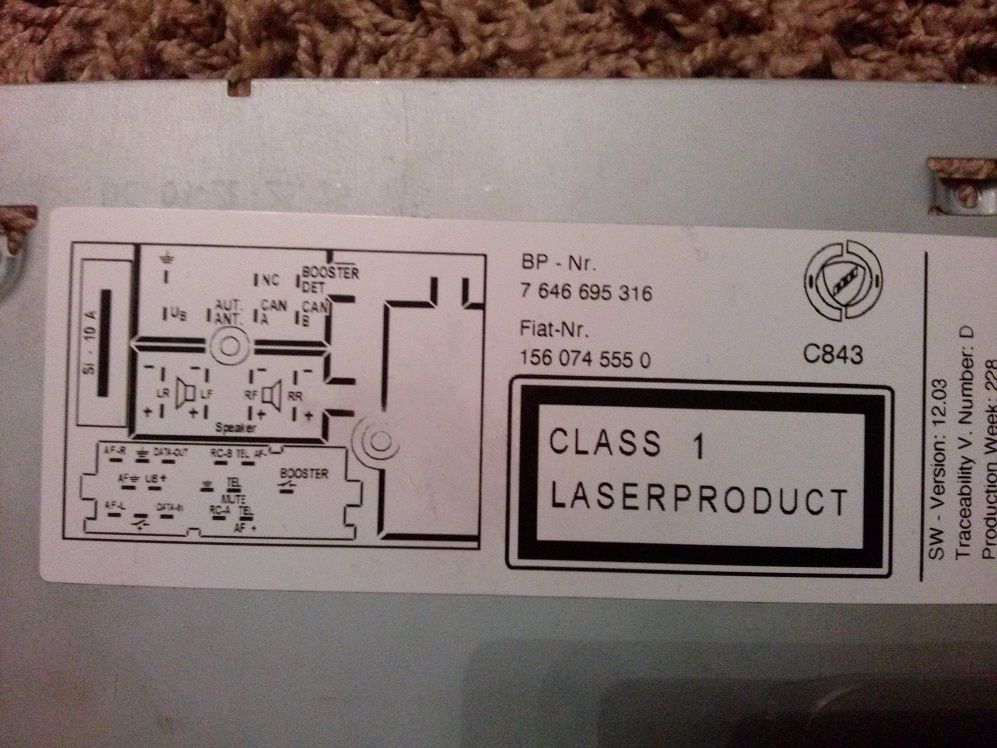 Si - 10 A
NC
BOOSTER
DET
UB
AUT.
ANT.
CAN
A
CAN
B
- - - -
LR LF RF RR
+ + + +
Speaker
AF-R DATA-OUT RC-B TEL AF-
AF UB+ TEL BOOSTER
MUTE
AF-L DATA-IN RC-A TEL
AF +
BP - Nr.
7 646 695 316
Fiat-Nr.
156 074 555 0
C843
CLASS 1
LASERPRODUCT
SW - Version: 12.03
Traceability V. Number: D
Production Week: 228